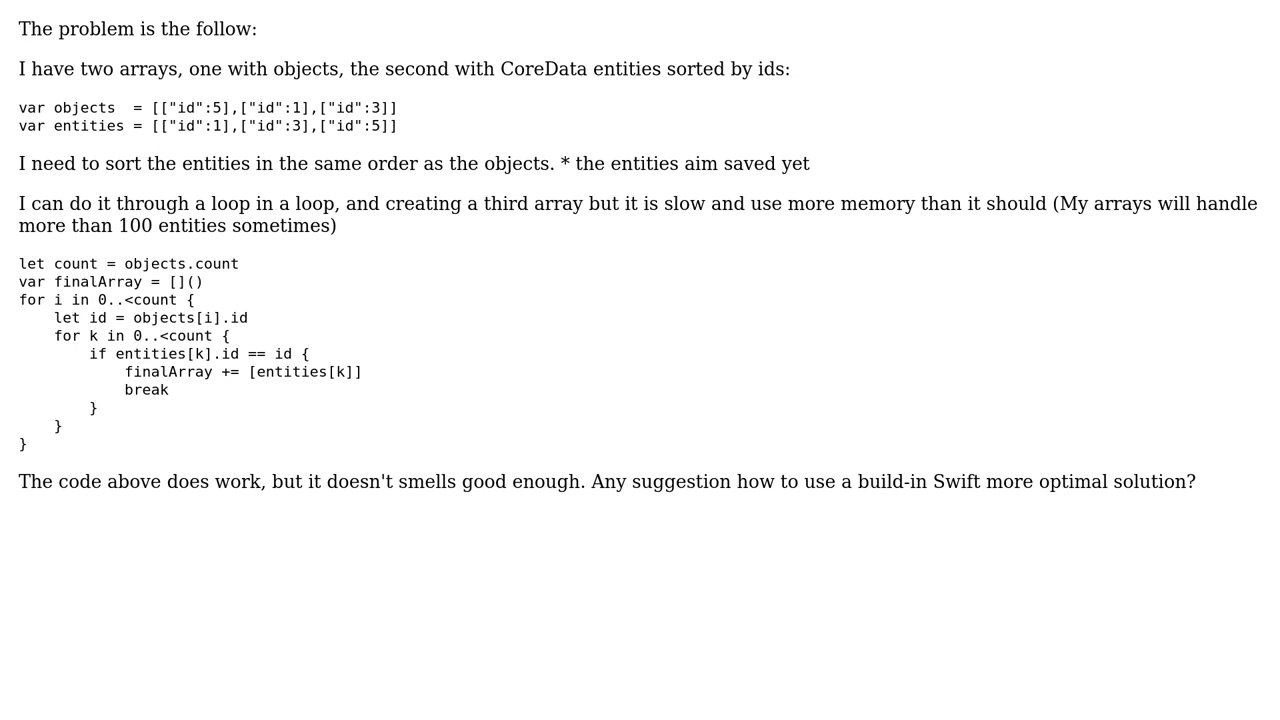 The problem is the follow:
I have two arrays, one with objects, the second with CoreData entities sorted by ids:
var objects  = [["id":5],["id":1],["id":3]]
var entities = [["id":1],["id":3],["id":5]]
I need to sort the entities in the same order as the objects. * the entities aim saved yet
I can do it through a loop in a loop, and creating a third array but it is slow and use more memory than it should (My arrays will handle
more than 100 entities sometimes)
let count = objects.count
var finalArray = []()
for i in 0..<count {
    let id = objects[i].id
    for k in 0..<count {
        if entities[k].id == id {
            finalArray += [entities[k]]
            break
        }
    }
}
The code above does work, but it doesn't smells good enough. Any suggestion how to use a build-in Swift more optimal solution?